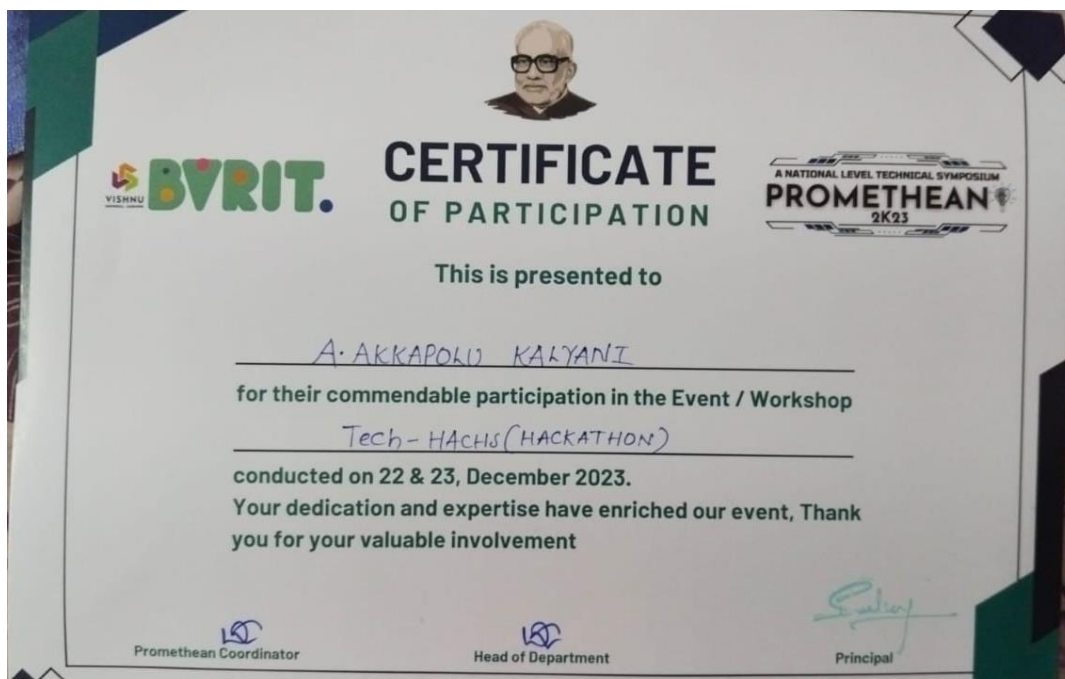 CERTIFICATE
OF PARTICIPATION
VISHNU
UNIVERSAL LEARNING
BVRIT.
A NATIONAL LEVEL TECHNICAL SYMPOSIUM
PROMETHEAN
2K23
This is presented to
A. AKKAPOLU KALYANI
for their commendable participation in the Event / Workshop
Tech-HACHS (HACKATHON)
conducted on 22 & 23, December 2023.
Your dedication and expertise have enriched our event, Thank
you for your valuable involvement
Promethean Coordinator
Head of Department
Principal